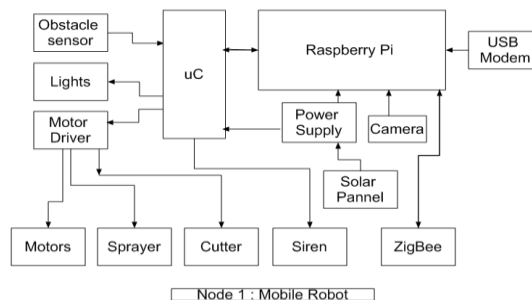 Obstacle
sensor
uC
Raspberry Pi
USB
Modem
Lights
Motor
Driver
Power
Supply
Camera
Solar
Pannel
Motors
Sprayer
Cutter
Siren
ZigBee
Node 1 : Mobile Robot